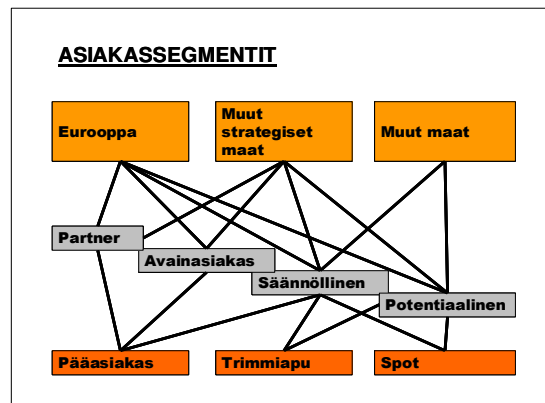 ASIAKASSEGMENTIT
Eurooppa
Muut
strategiset
maat
Muut maat
Partner
Avainasiakas
Säännöllinen
Potentiaalinen
Pääasiakas
Trimmiapu
Spot